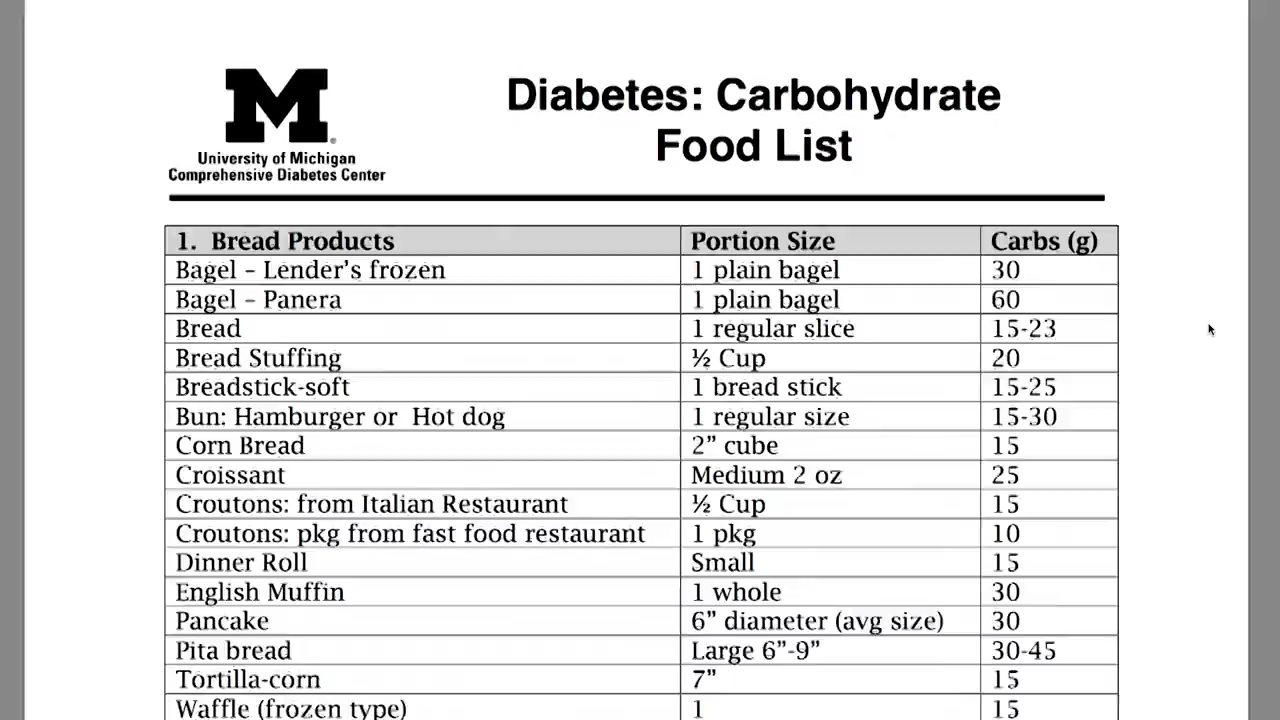 M
University of Michigan
Comprehensive Diabetes Center
Diabetes: Carbohydrate
Food List
1. Bread Products Portion Size Carbs (g)
Bagel – Lender's frozen 1 plain bagel 30
Bagel – Panera 1 plain bagel 60
Bread 1 regular slice 15-23
Bread Stuffing ½ Cup 20
Breadstick-soft 1 bread stick 15-25
Bun: Hamburger or Hot dog 1 regular size 15-30
Corn Bread 2” cube 15
Croissant Medium 2 oz 25
Croutons: from Italian Restaurant ½ Cup 15
Croutons: pkg from fast food restaurant 1 pkg 10
Dinner Roll Small 15
English Muffin 1 whole 30
Pancake 6” diameter (avg size) 30
Pita bread Large 6”-9” 30-45
Tortilla-corn 7” 15
Waffle (frozen type) 1 15